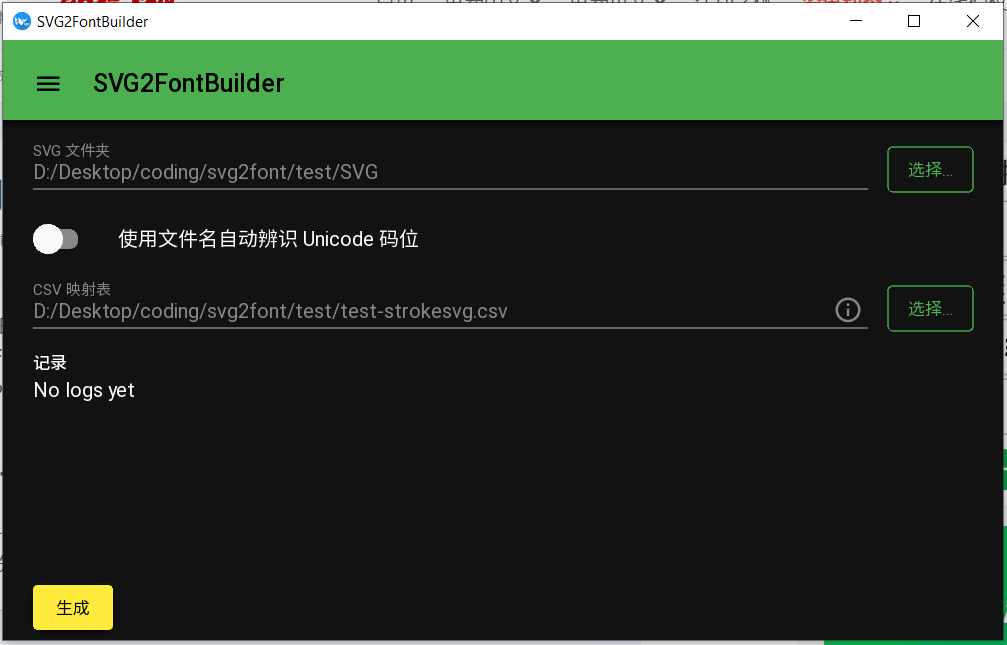 SVG2FontBuilder
SVG2FontBuilder
SVG 文件夹
D:/Desktop/coding/svg2font/test/SVG
选择...
使用文件名自动辨识 Unicode 码位
CSV 映射表
D:/Desktop/coding/svg2font/test/test-strokesvg.csv
选择...
记录
No logs yet
生成